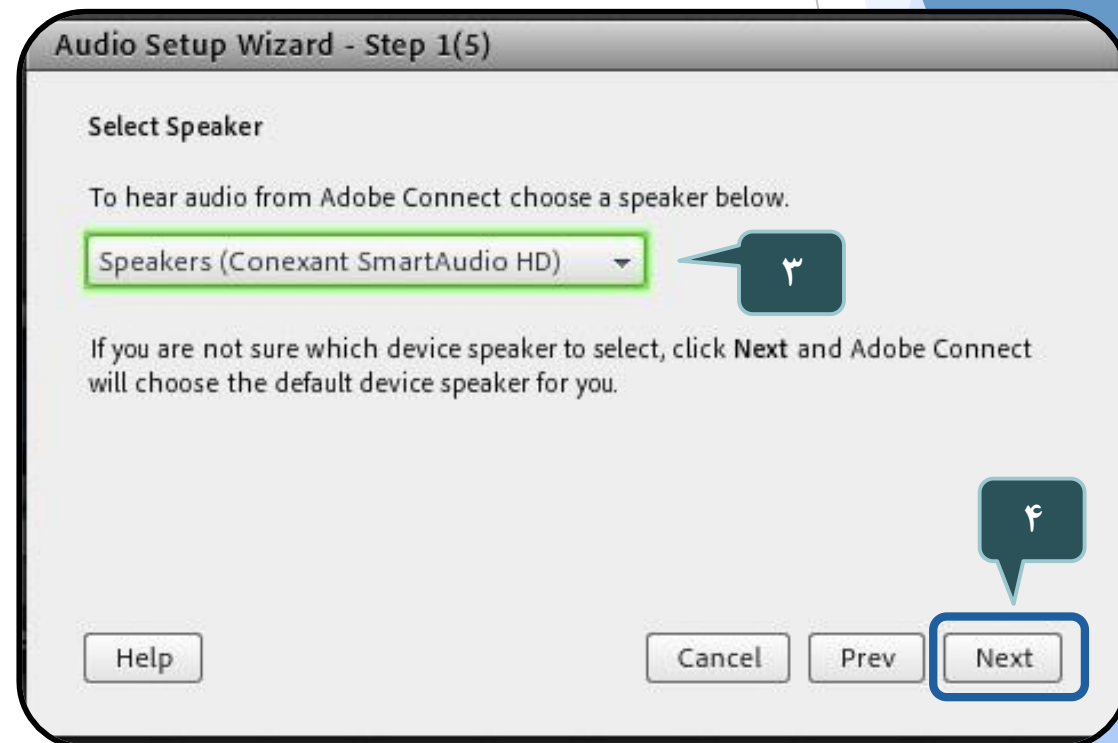 Audio Setup Wizard - Step 1(5)
Select Speaker
To hear audio from Adobe Connect choose a speaker below.
Speakers (Conexant SmartAudio HD)
۳
If you are not sure which device speaker to select, click Next and Adobe Connect
will choose the default device speaker for you.
۴
Help
Cancel
Prev
Next